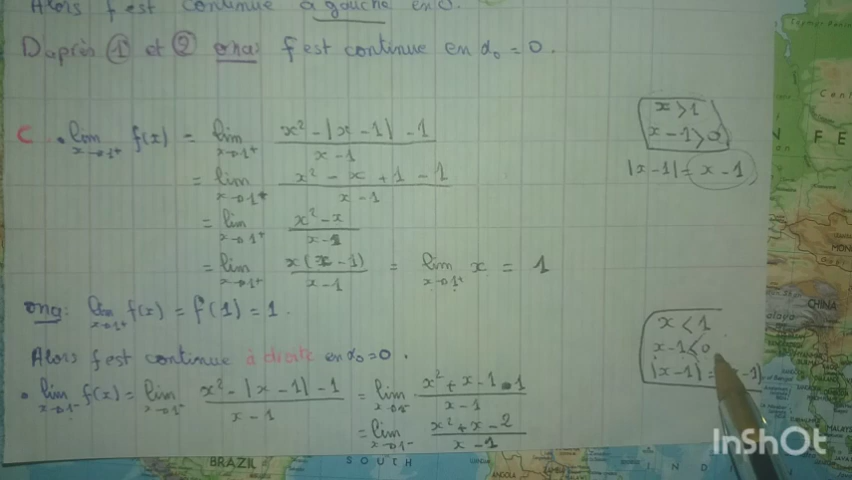 Alors f est continue à gauche en 0.
D'après ① et ② ona: f est continue en x₀ = 0.
C • lim x→1⁺ f(x) = lim x→1⁺ (x² - |x - 1| - 1)/(x - 1)
x > 1
x - 1 > 0
|x - 1| = x - 1
= lim x→1⁺ (x² - x + 1 - 1)/(x - 1)
= lim x→1⁺ (x² - x)/(x - 1)
= lim x→1⁺ x(x - 1)/(x - 1) = lim x→1⁺ x = 1
ona: lim x→1⁺ f(x) = f(1) = 1.
Alors f est continue à droite en x₀ = 0.
x < 1
x - 1 < 0
|x - 1| =
• lim x→1⁻ f(x) = lim x→1⁻ (x² - |x - 1| - 1)/(x - 1) = lim x→1⁻ (x² + x - 1 - 1)/(x - 1)
= lim x→1⁻ (x² + x - 2)/(x - 1)
BRAZIL
SOUTH
CHINA
InShOt